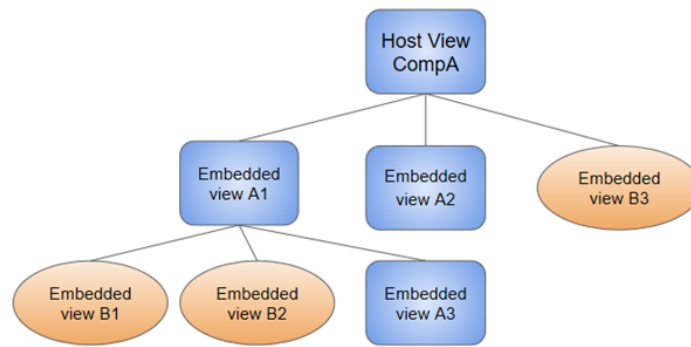 Host View
CompA
Embedded
view A1
Embedded
view A2
Embedded
view B3
Embedded
view B1
Embedded
view B2
Embedded
view A3